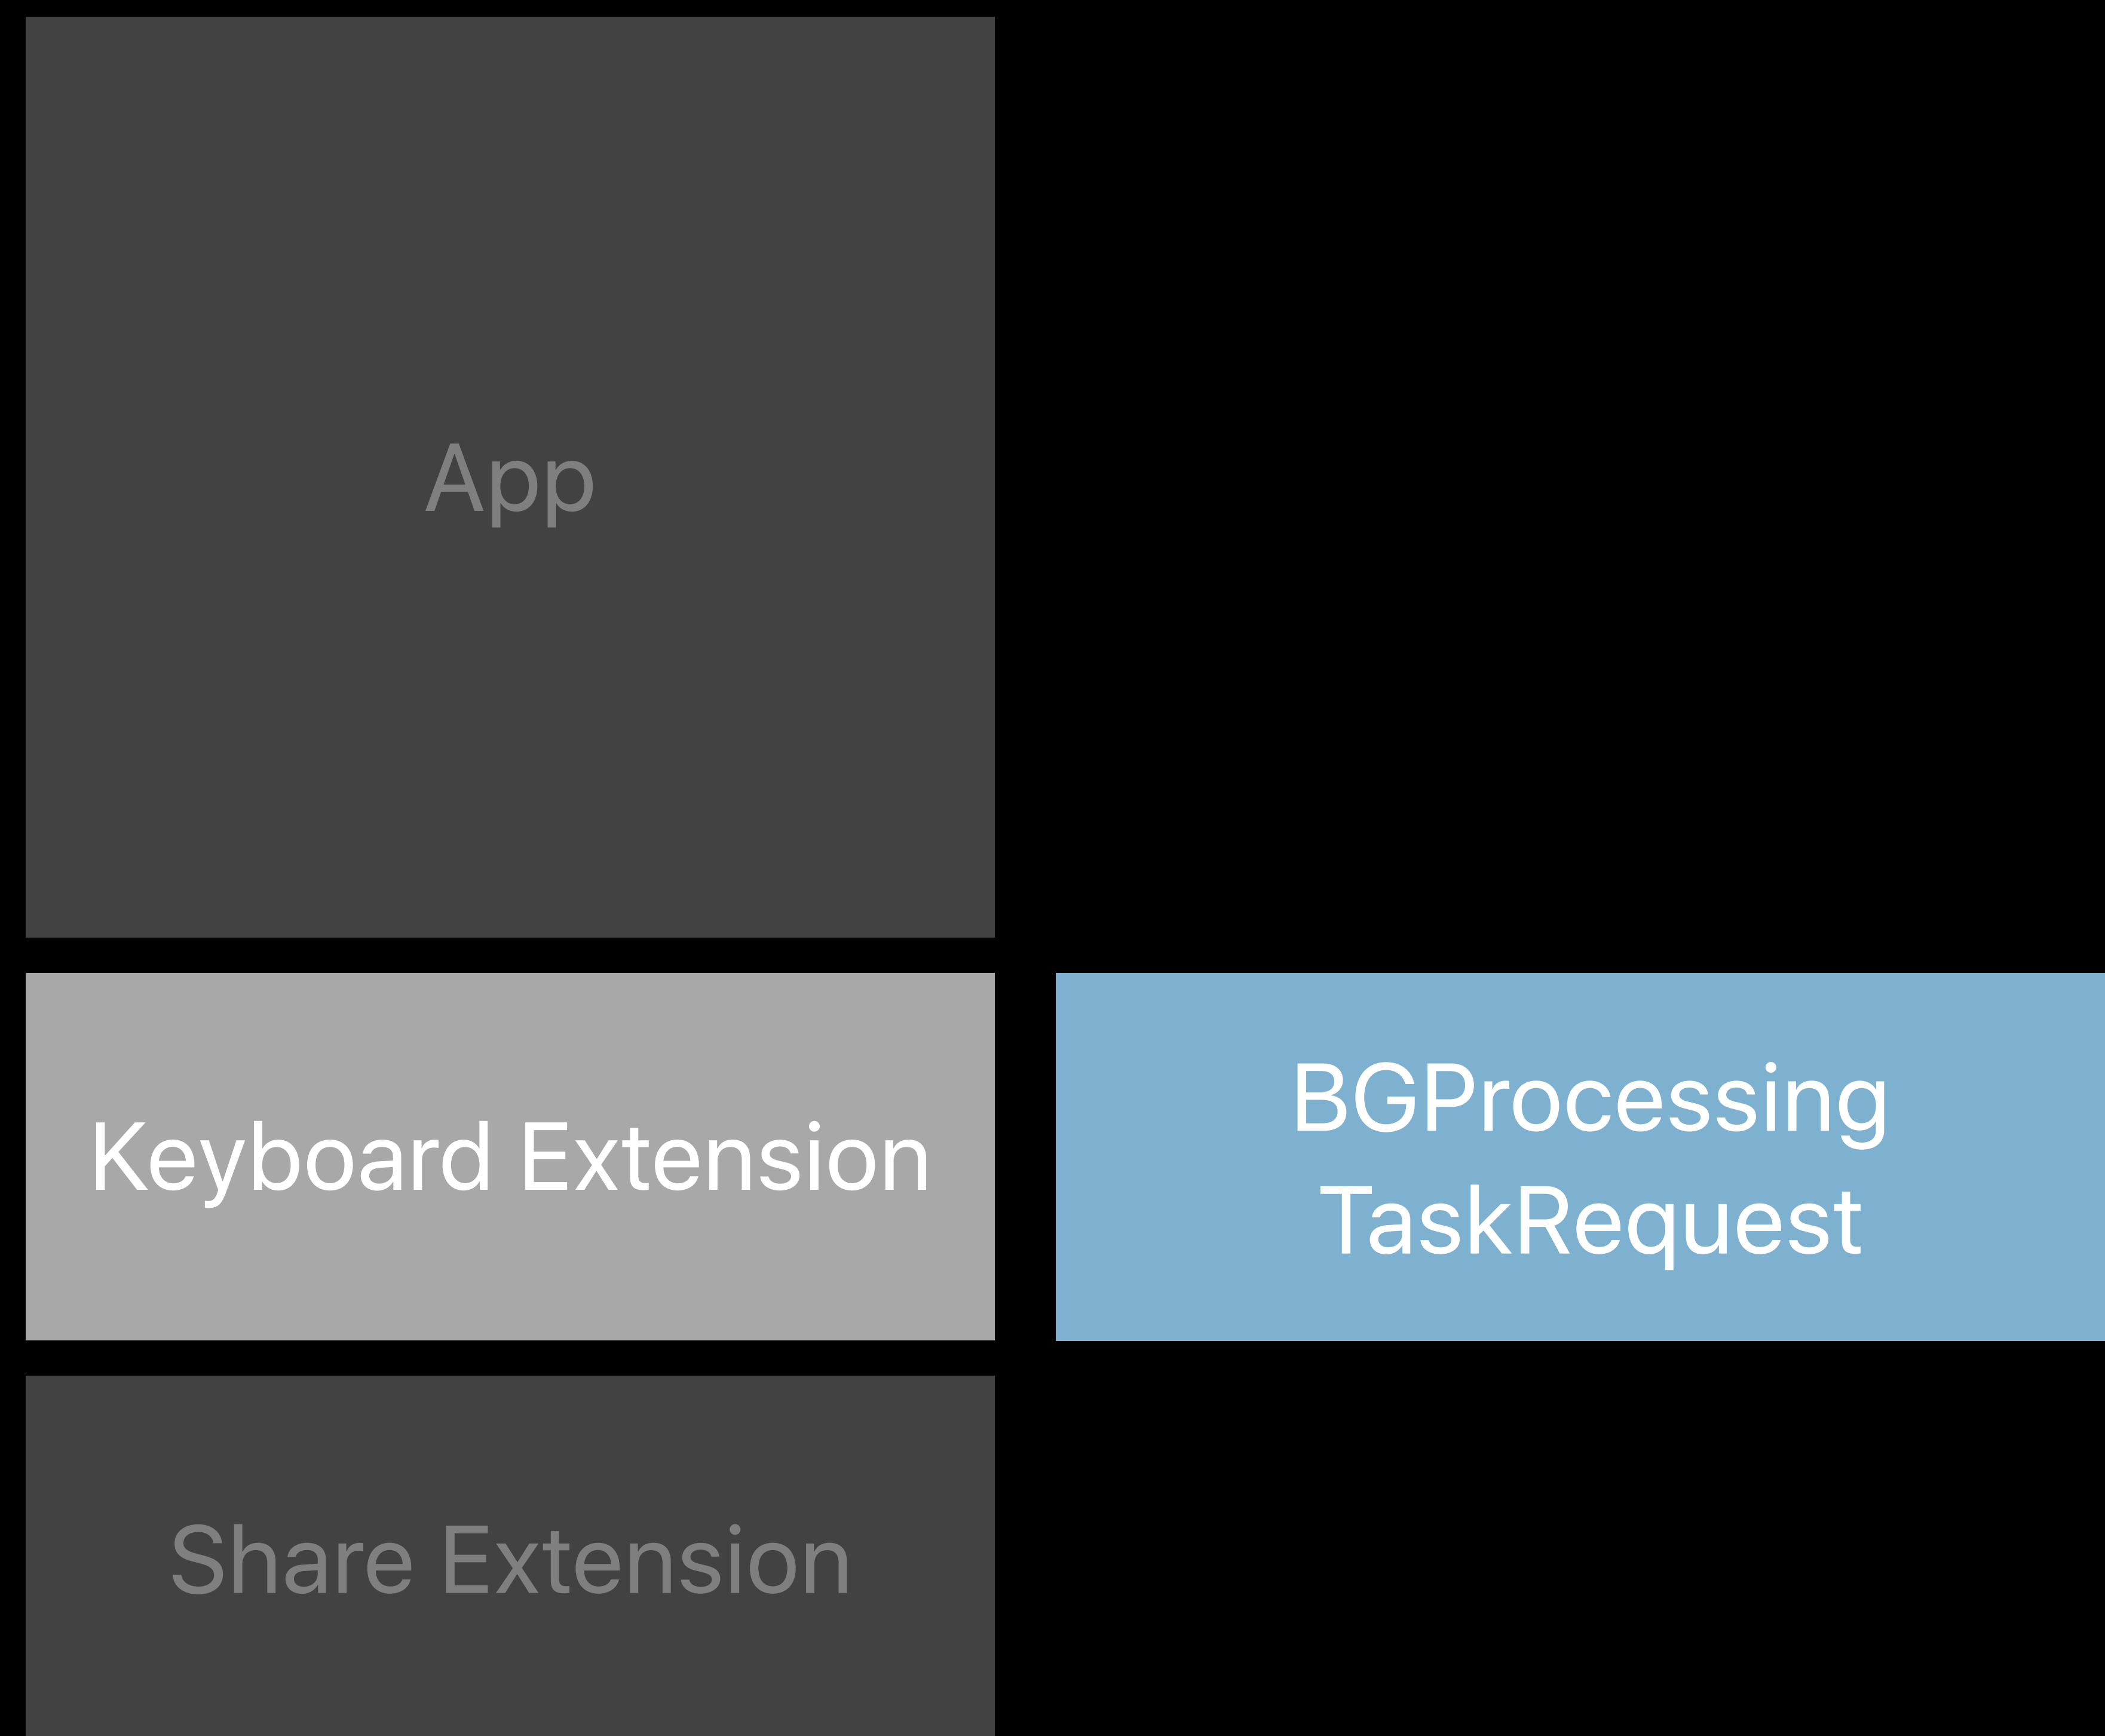 App
Keyboard Extension
BGProcessing
TaskRequest
Share Extension